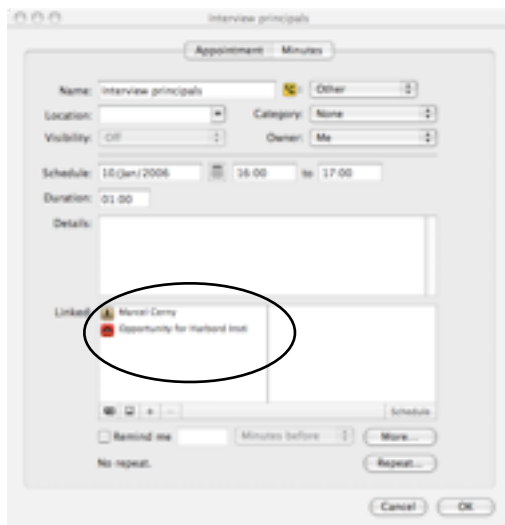 Interview principals
Appointment Minutes
Name: Interview principals Other
Location: Category: None
Visibility: Off Owner: Me
Schedule: 10/Jan/2006 16:00 to 17:00
Duration: 01:00
Details:
Linked: Marcel Cerny
Opportunity for Harbord Insti
+ - Schedule
Remind me Minutes before More...
No repeat. Repeat...
Cancel OK